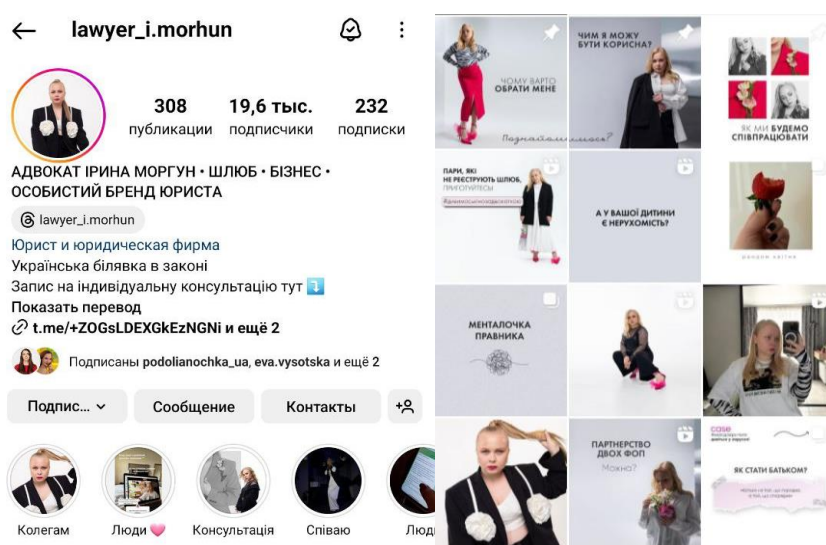 lawyer_i.morhun
308
19,6 тыс.
232
публикации
подписчики
подписки
АДВОКАТ ІРИНА МОРГУН • ШЛЮБ • БІЗНЕС •
ОСОБИСТИЙ БРЕНД ЮРИСТА
lawyer_i.morhun
Юрист и юридическая фирма
Українська білявка в законі
Запис на індивідуальну консультацію тут
Показать перевод
t.me/+ZOGsLDEXGkEzNGNi и ещё 2
Подписаны podolianochka_ua, eva.vysotska и ещё 2
Подпис...
Сообщение
Контакты
Колегам
Люди
Консультація
Співаю
Люд
ЧОМУ ВАРТО
ОБРАТИ МЕНЕ
Познайомимось?
ЧИМ Я МОЖУ
БУТИ КОРИСНА?
ЯК МИ БУДЕМО
СПІВПРАЦЮВАТИ
ПАРИ, ЯКІ
НЕ РЕЄСТРУЮТЬ ШЛЮБ,
ПРИГОТУЙТЕСЬ
А У ВАШОЇ ДИТИНИ
Є НЕРУХОМІСТЬ?
рандом квітня
МЕНТАЛОЧКА
ПРАВНИКА
ПАРТНЕРСТВО
ДВОХ ФОП
Можна?
case
ЯК СТАТИ БАТЬКОМ?